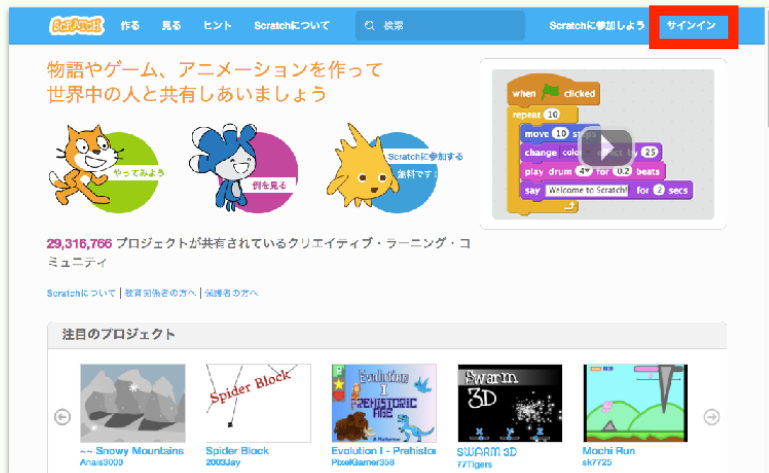 SCRATCH 作る 見る ヒント Scratchについて 検索 Scratchに参加しよう サインイン
物語やゲーム、アニメーションを作って
世界中の人と共有しあいましょう
やってみよう
例を見る
Scratchに参加する
無料です!
when clicked
repeat 10
move 10 steps
change color effect by 25
play drum 4 for 0.2 beats
say Welcome to Scratch! for 2 secs
29,316,766 プロジェクトが共有されているクリエイティブ・ラーニング・コ
ミュニティ
Scratchについて | 教育関係者の方へ | 保護者の方へ
注目のプロジェクト
Spider Block
Evolution
I
PREHISTORIC
AGE
Swarm
3D
~~ Snowy Mountains
Anais3000
Spider Block
2003Jay
Evolution I - Prehistor
PixelGamer358
SWARM 3D
77Tigers
Mochi Run
sk7725